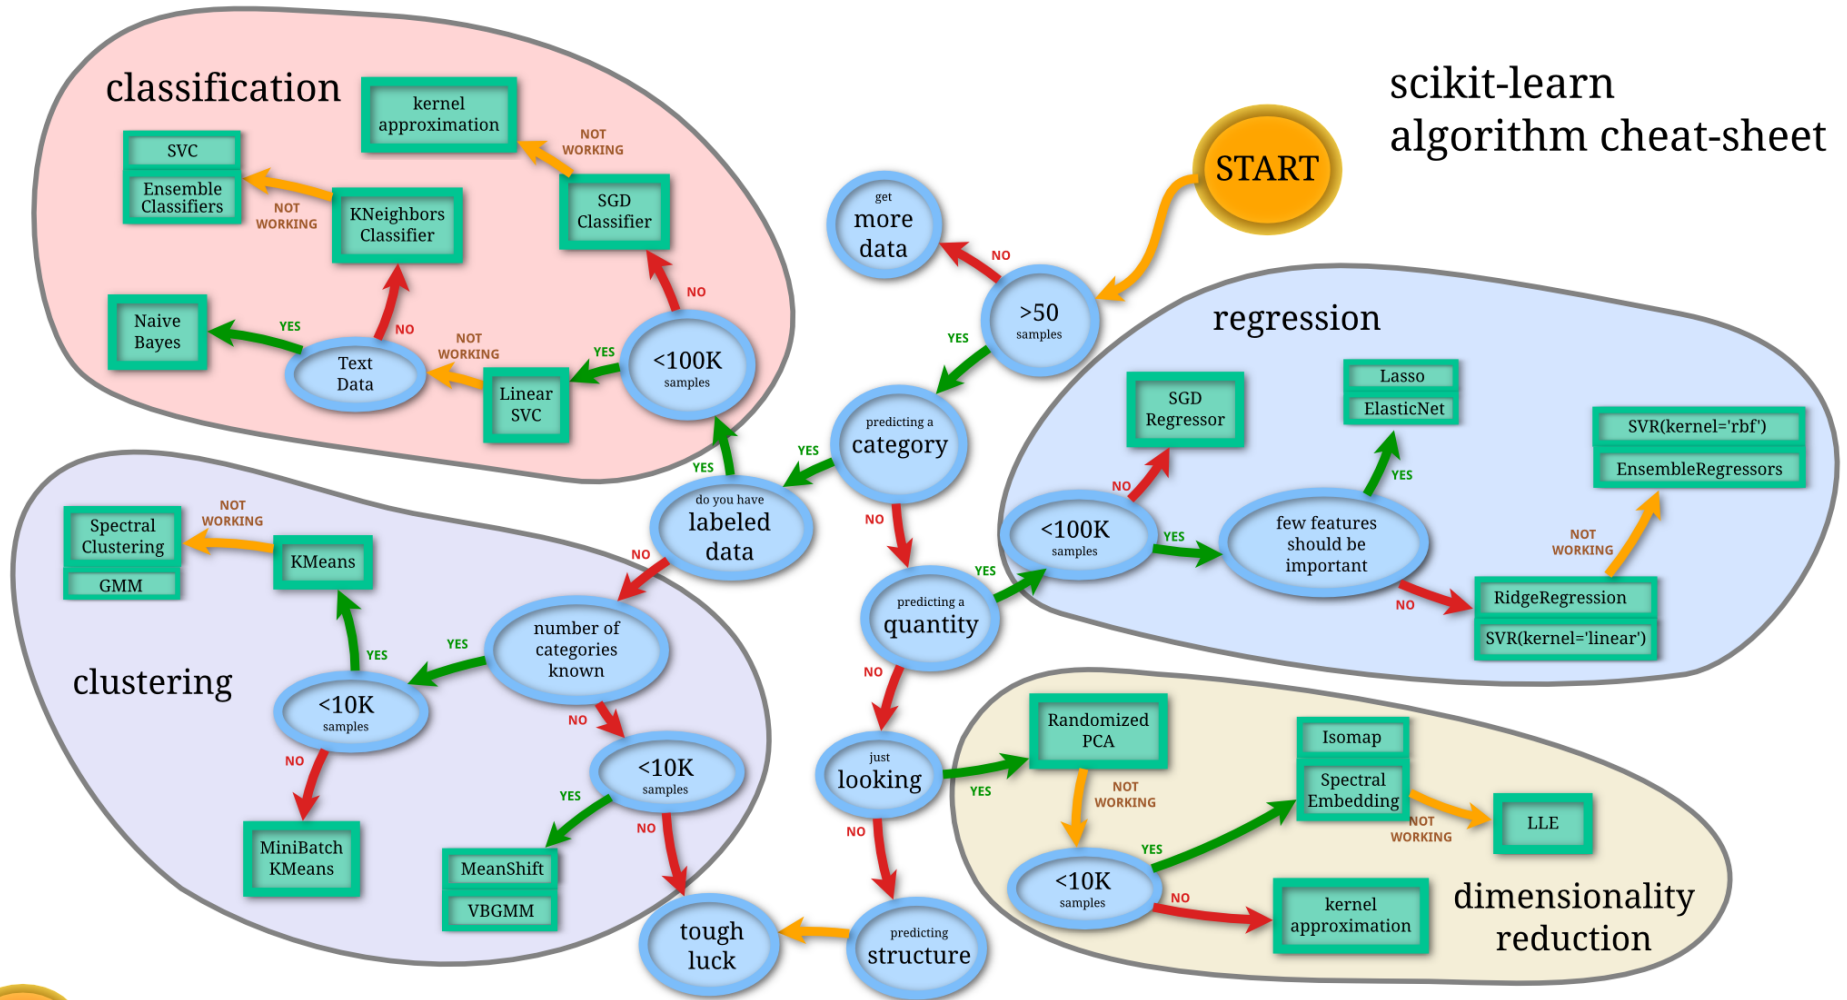 scikit-learn
algorithm cheat-sheet
START
classification
kernel
approximation
NOT
WORKING
SVC
Ensemble
Classifiers
NOT
WORKING
KNeighbors
Classifier
SGD
Classifier
NO
Naive
Bayes
YES
NO
Text
Data
NOT
WORKING
Linear
SVC
YES
<100K
samples
YES
get
more
data
NO
>50
samples
YES
predicting a
category
YES
NO
do you have
labeled
data
NO
predicting a
quantity
YES
NO
just
looking
YES
NO
predicting
structure
tough
luck
regression
SGD
Regressor
NO
<100K
samples
YES
Lasso
ElasticNet
YES
few features
should be
important
NO
SVR(kernel='rbf')
EnsembleRegressors
NOT
WORKING
RidgeRegression
SVR(kernel='linear')
clustering
Spectral
Clustering
GMM
NOT
WORKING
KMeans
YES
<10K
samples
NO
MiniBatch
KMeans
YES
number of
categories
known
NO
<10K
samples
YES
NO
MeanShift
VBGMM
dimensionality
reduction
Randomized
PCA
NOT
WORKING
<10K
samples
YES
NO
Isomap
Spectral
Embedding
NOT
WORKING
LLE
kernel
approximation